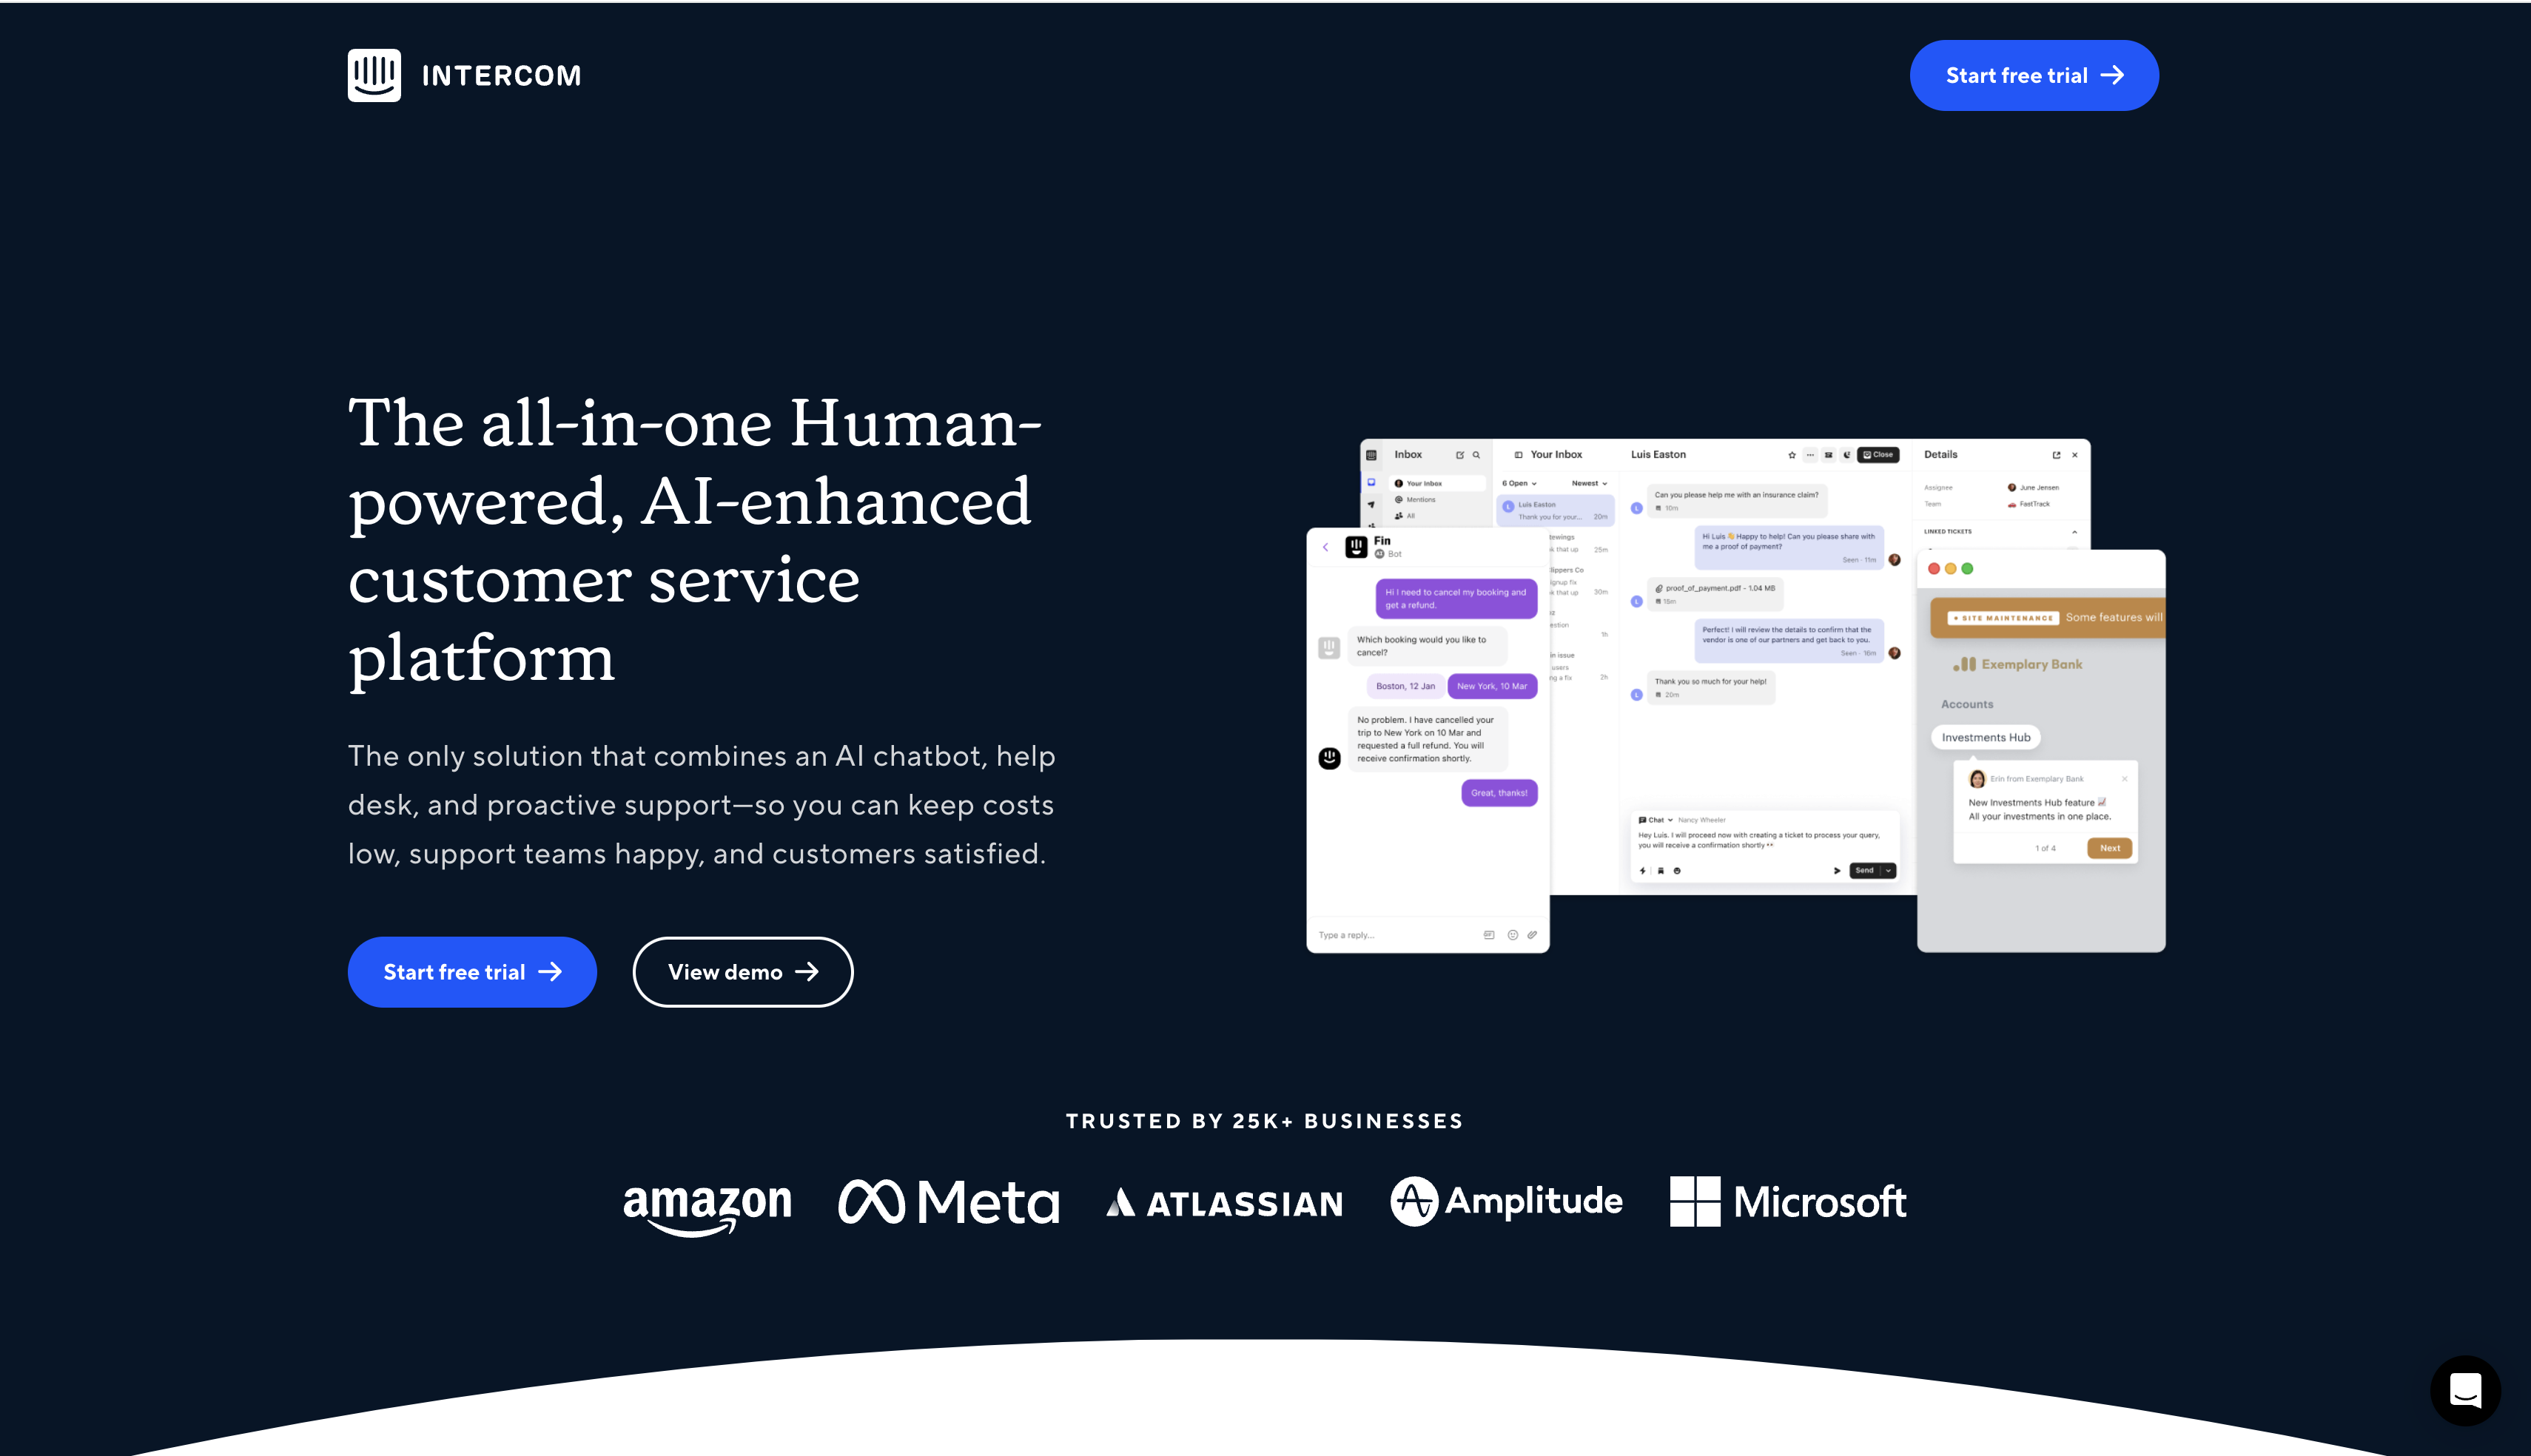 INTERCOM
Start free trial
The all-in-one Human-
powered, AI-enhanced
customer service
platform
The only solution that combines an AI chatbot, help
desk, and proactive support—so you can keep costs
low, support teams happy, and customers satisfied.
Start free trial
View demo
Inbox
Your Inbox
Mentions
All
Your Inbox
6 Open
Newest
Luis Easton
Thank you for your...
20m
25m
30m
1h
2h
Luis Easton
Close
Can you please help me with an insurance claim?
10m
Hi Luis 👋 Happy to help! Can you please share with
me a proof of payment?
Seen · 11m
proof_of_payment.pdf - 1.04 MB
15m
Perfect! I will review the details to confirm that the
vendor is one of our partners and get back to you.
Seen · 16m
Thank you so much for your help!
20m
Chat
Nancy Wheeler
Hey Luis. I will proceed now with creating a ticket to process your query,
you will receive a confirmation shortly 👀
Send
Details
Assignee
June Jensen
Team
FastTrack
LINKED TICKETS
Fin
AI Bot
Hi I need to cancel my booking and
get a refund.
Which booking would you like to
cancel?
Boston, 12 Jan
New York, 10 Mar
No problem. I have cancelled your
trip to New York on 10 Mar and
requested a full refund. You will
receive confirmation shortly.
Great, thanks!
Type a reply...
GIF
SITE MAINTENANCE
Some features will
Exemplary Bank
Accounts
Investments Hub
Erin from Exemplary Bank
New Investments Hub feature 📈
All your investments in one place.
1 of 4
Next
TRUSTED BY 25K+ BUSINESSES
amazon
Meta
ATLASSIAN
Amplitude
Microsoft